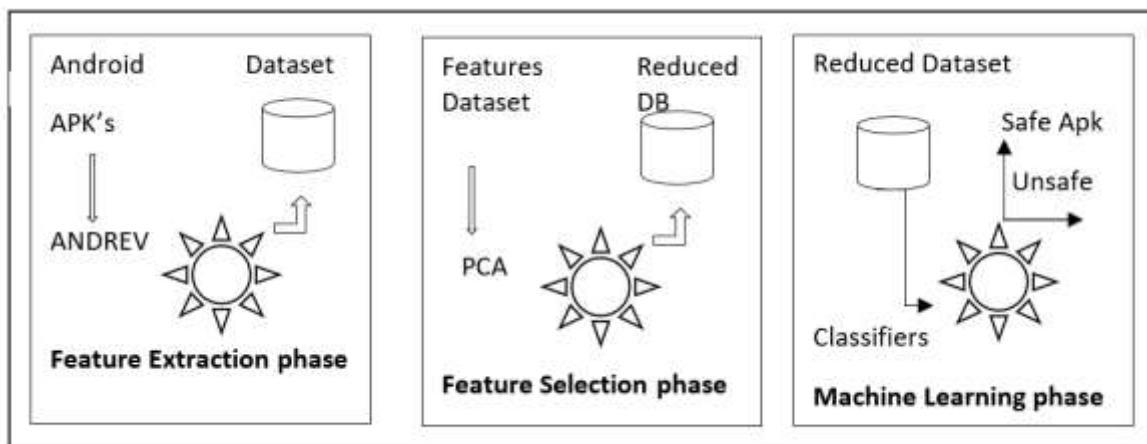 Android Dataset
APK's
ANDREV
Feature Extraction phase
Features Reduced
Dataset DB
PCA
Feature Selection phase
Reduced Dataset
Safe Apk
Unsafe
Classifiers
Machine Learning phase